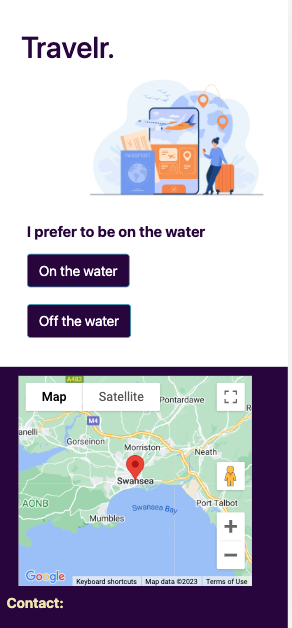 Travelr.
PASSPORT
I prefer to be on the water
On the water
Off the water
A483
Map
Satellite
Pontardawe
M4
anelli
Gorseinon
Morriston
Neath
Swansea
AONB
Port Talbot
Swansea Bay
Mumbles
Google
Keyboard shortcuts
Map data ©2023
Terms of Use
Contact: